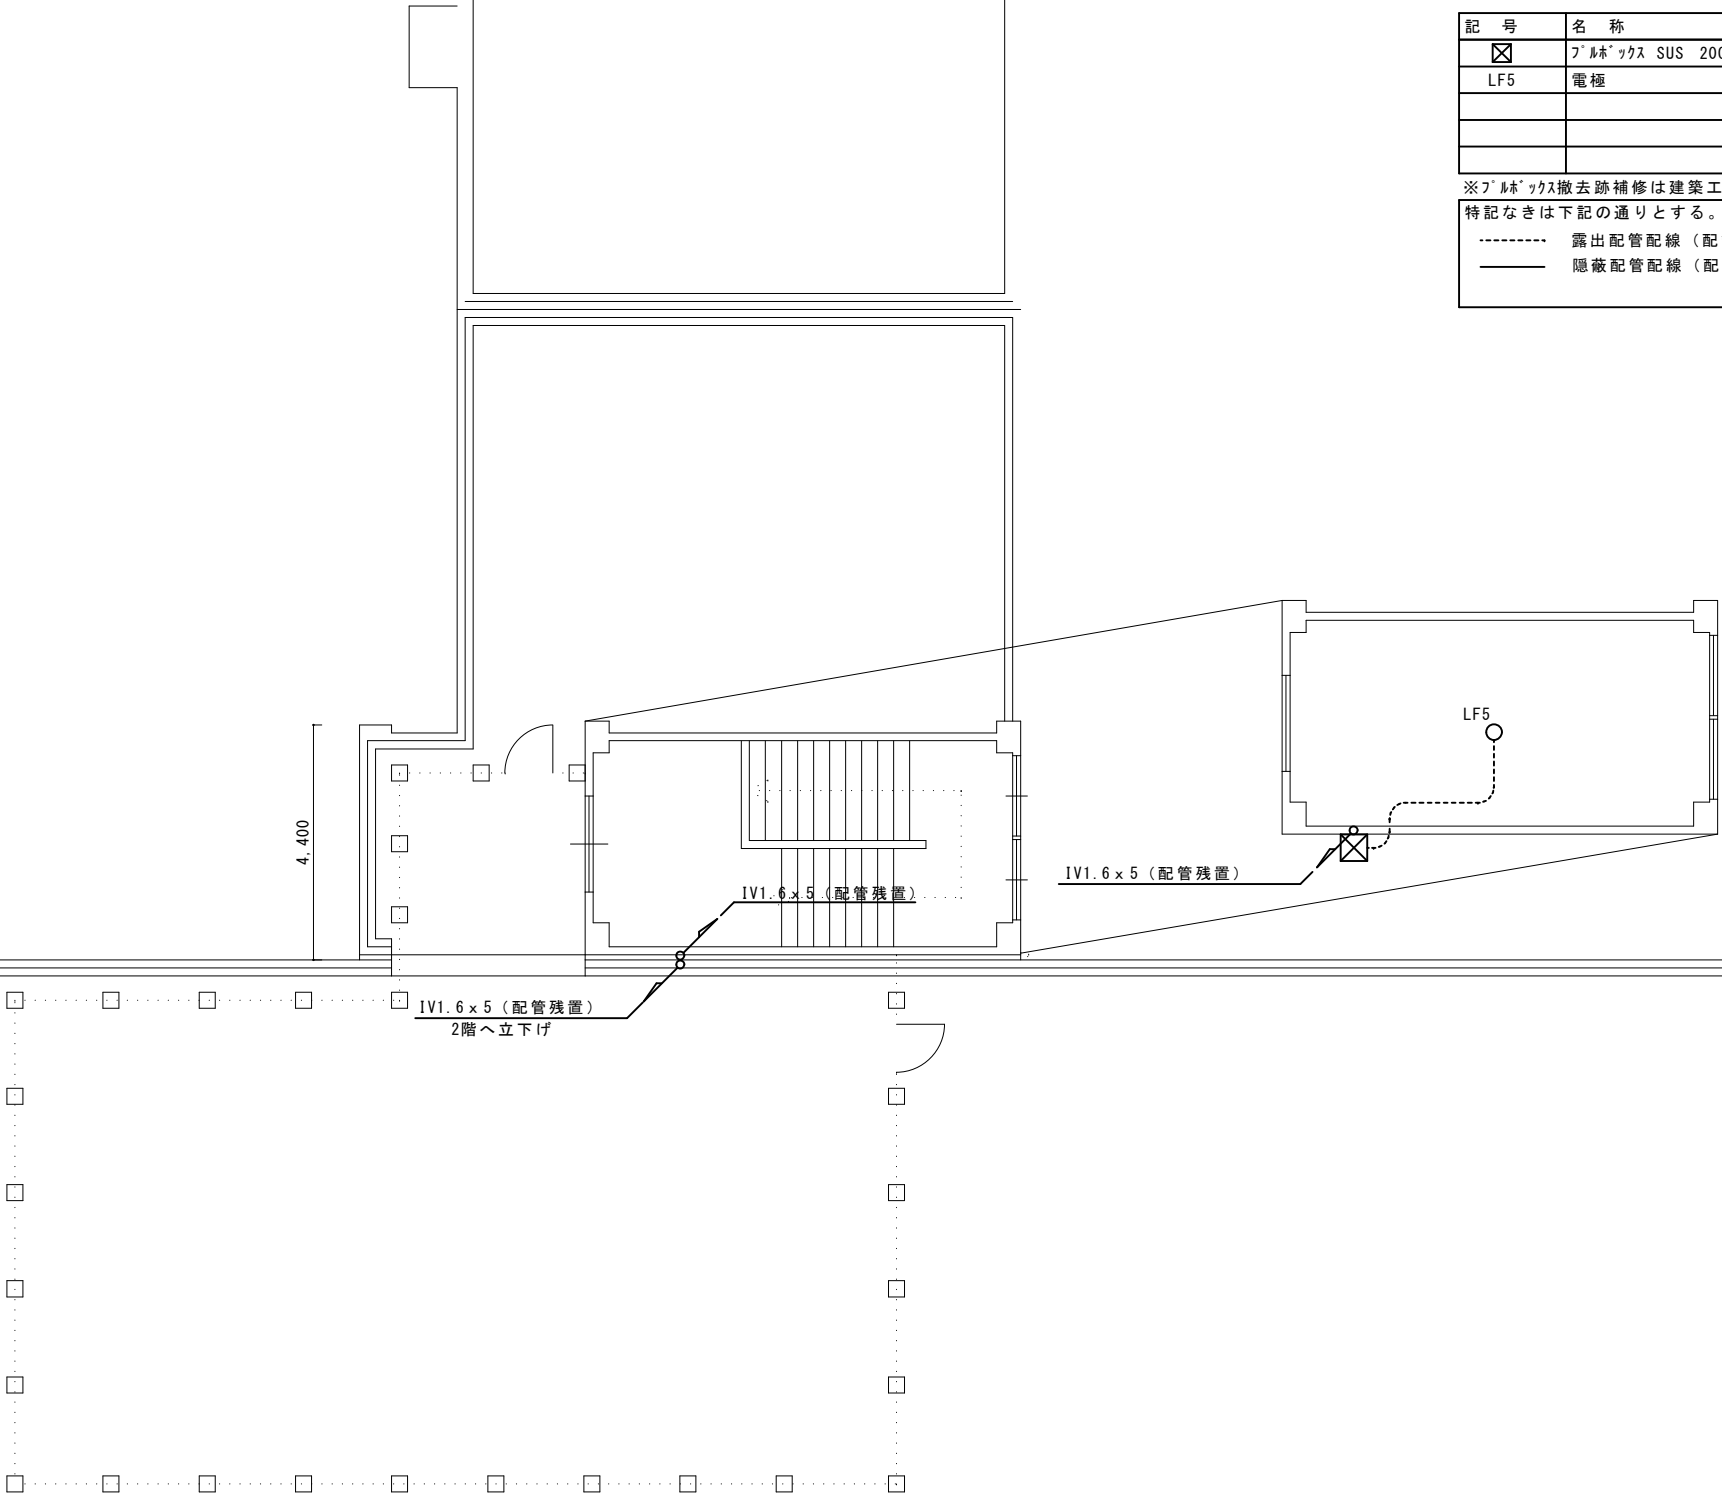 記 号 名 称
ﾌﾟﾙﾎﾞｯｸｽ SUS 200
LF5 電極
※ﾌﾟﾙﾎﾞｯｸｽ撤去跡補修は建築工
特記なきは下記の通りとする。
露出配管配線（配
隠蔽配管配線（配
LF5
4,400
IV1.6×5（配管残置）
IV1.6×5（配管残置）
IV1.6×5（配管残置）
2階へ立下げ